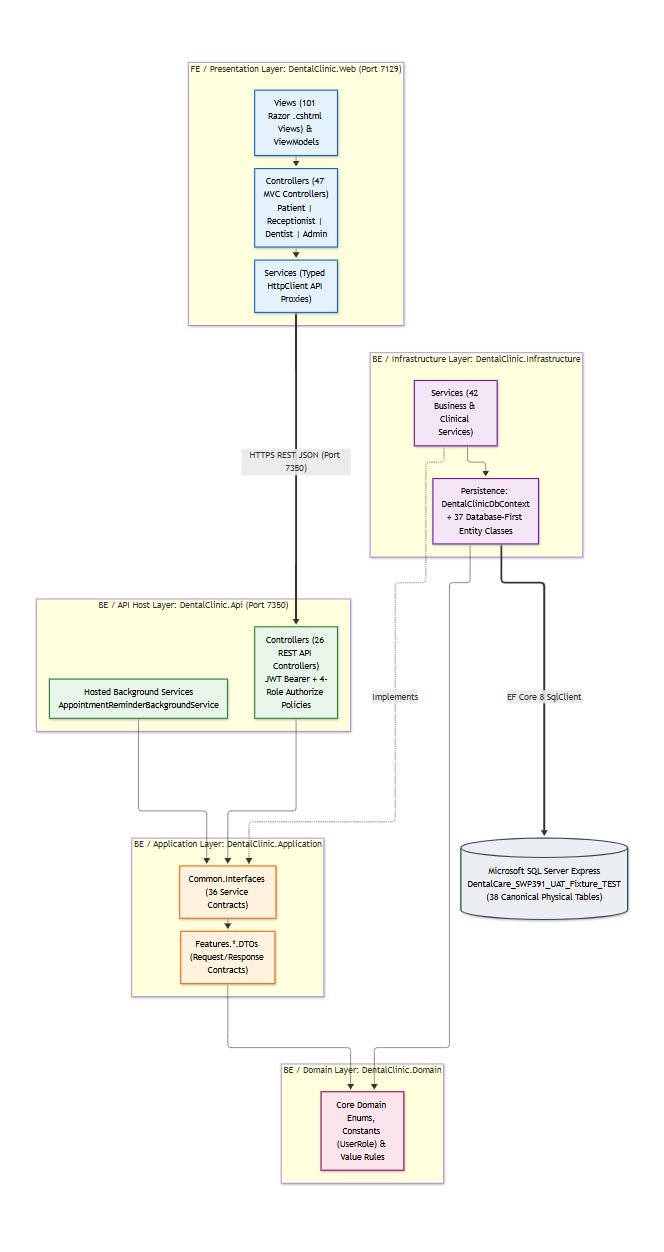 FE / Presentation Layer: DentalClinic.Web (Port 7129)
Views (101
Razor .cshtml
Views) &
ViewModels
Controllers (47
MVC Controllers)
Patient |
Receptionist |
Dentist | Admin
Services (Typed
HttpClient API
Proxies)
BE / Infrastructure Layer: DentalClinic.Infrastructure
Services (42
Business &
Clinical
Services)
HTTPS REST JSON (Port
7350)
Persistence:
DentalClinicDbContext
+ 37 Database-First
Entity Classes
BE / API Host Layer: DentalClinic.Api (Port 7350)
Controllers (26
REST API
Controllers)
JWT Bearer + 4-
Role Authorize
Policies
Hosted Background Services
AppointmentReminderBackgroundService
Implements
EF Core 8 SqlClient
BE / Application Layer: DentalClinic.Application
Common.Interfaces
(36 Service
Contracts)
Features.*.DTOs
(Request/Response
Contracts)
Microsoft SQL Server Express
DentalCare_SWP391_UAT_Fixture_TEST
(38 Canonical Physical Tables)
BE / Domain Layer: DentalClinic.Domain
Core Domain
Enums,
Constants
(UserRole) &
Value Rules